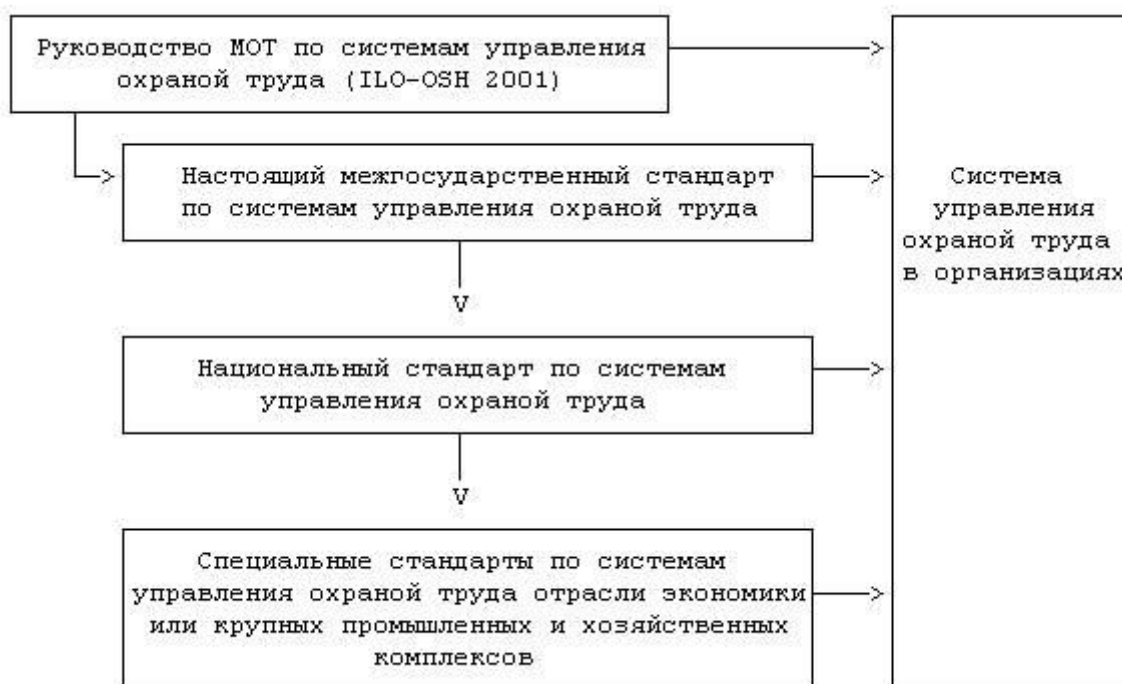 Руководство МОТ по системам управления
охраной труда (ILO-OSH 2001)
Настоящий межгосударственный стандарт
по системам управления охраной труда
Национальный стандарт по системам
управления охраной труда
Специальные стандарты по системам
управления охраной труда отрасли экономики
или крупных промышленных и хозяйственных
комплексов
Система
управления
охраной труда
в организациях